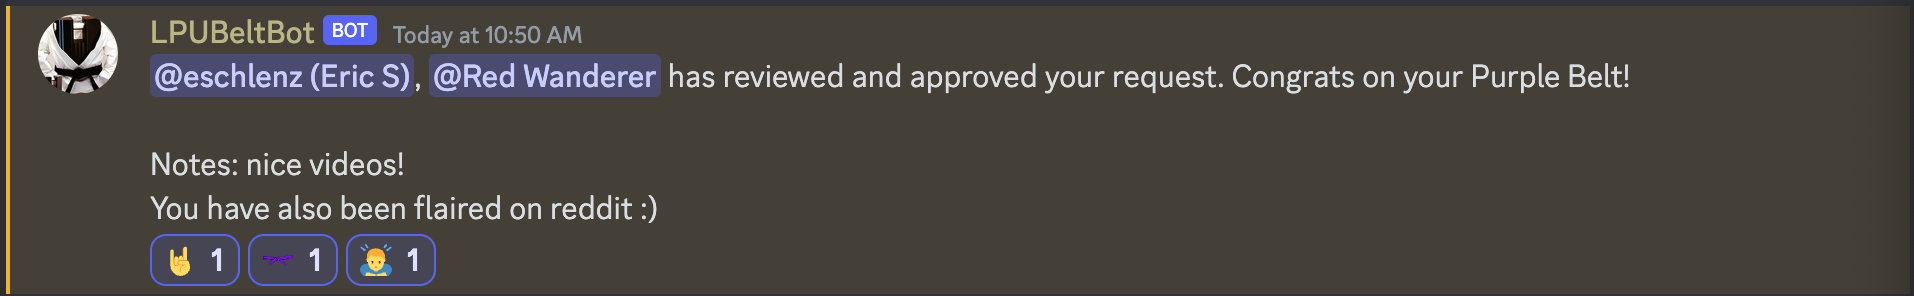 LPUBeltBot BOT Today at 10:50 AM
@eschlenz (Eric S), @Red Wanderer has reviewed and approved your request. Congrats on your Purple Belt!
Notes: nice videos!
You have also been flaired on reddit :)
1 1 1